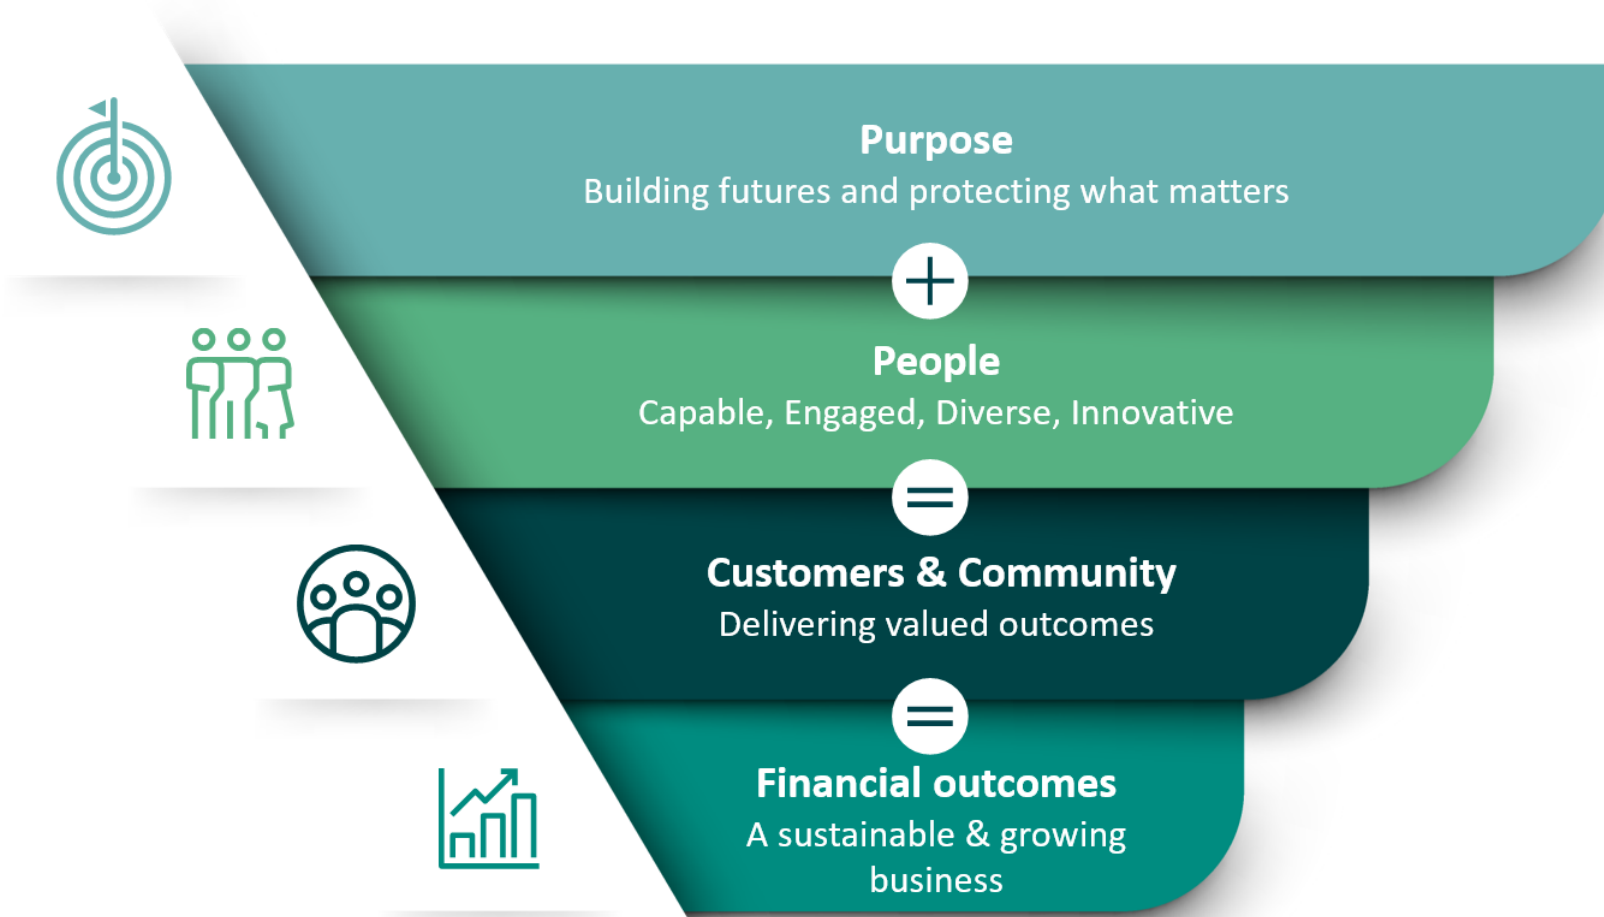 Purpose
Building futures and protecting what matters
+
People
Capable, Engaged, Diverse, Innovative
=
Customers & Community
Delivering valued outcomes
=
Financial outcomes
A sustainable & growing
business